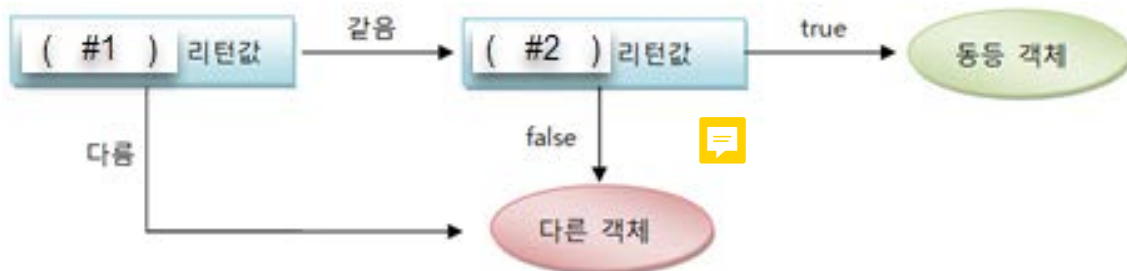 ( #1 ) 리턴값
같음
( #2 ) 리턴값
true
동등 객체
다름
false
다른 객체